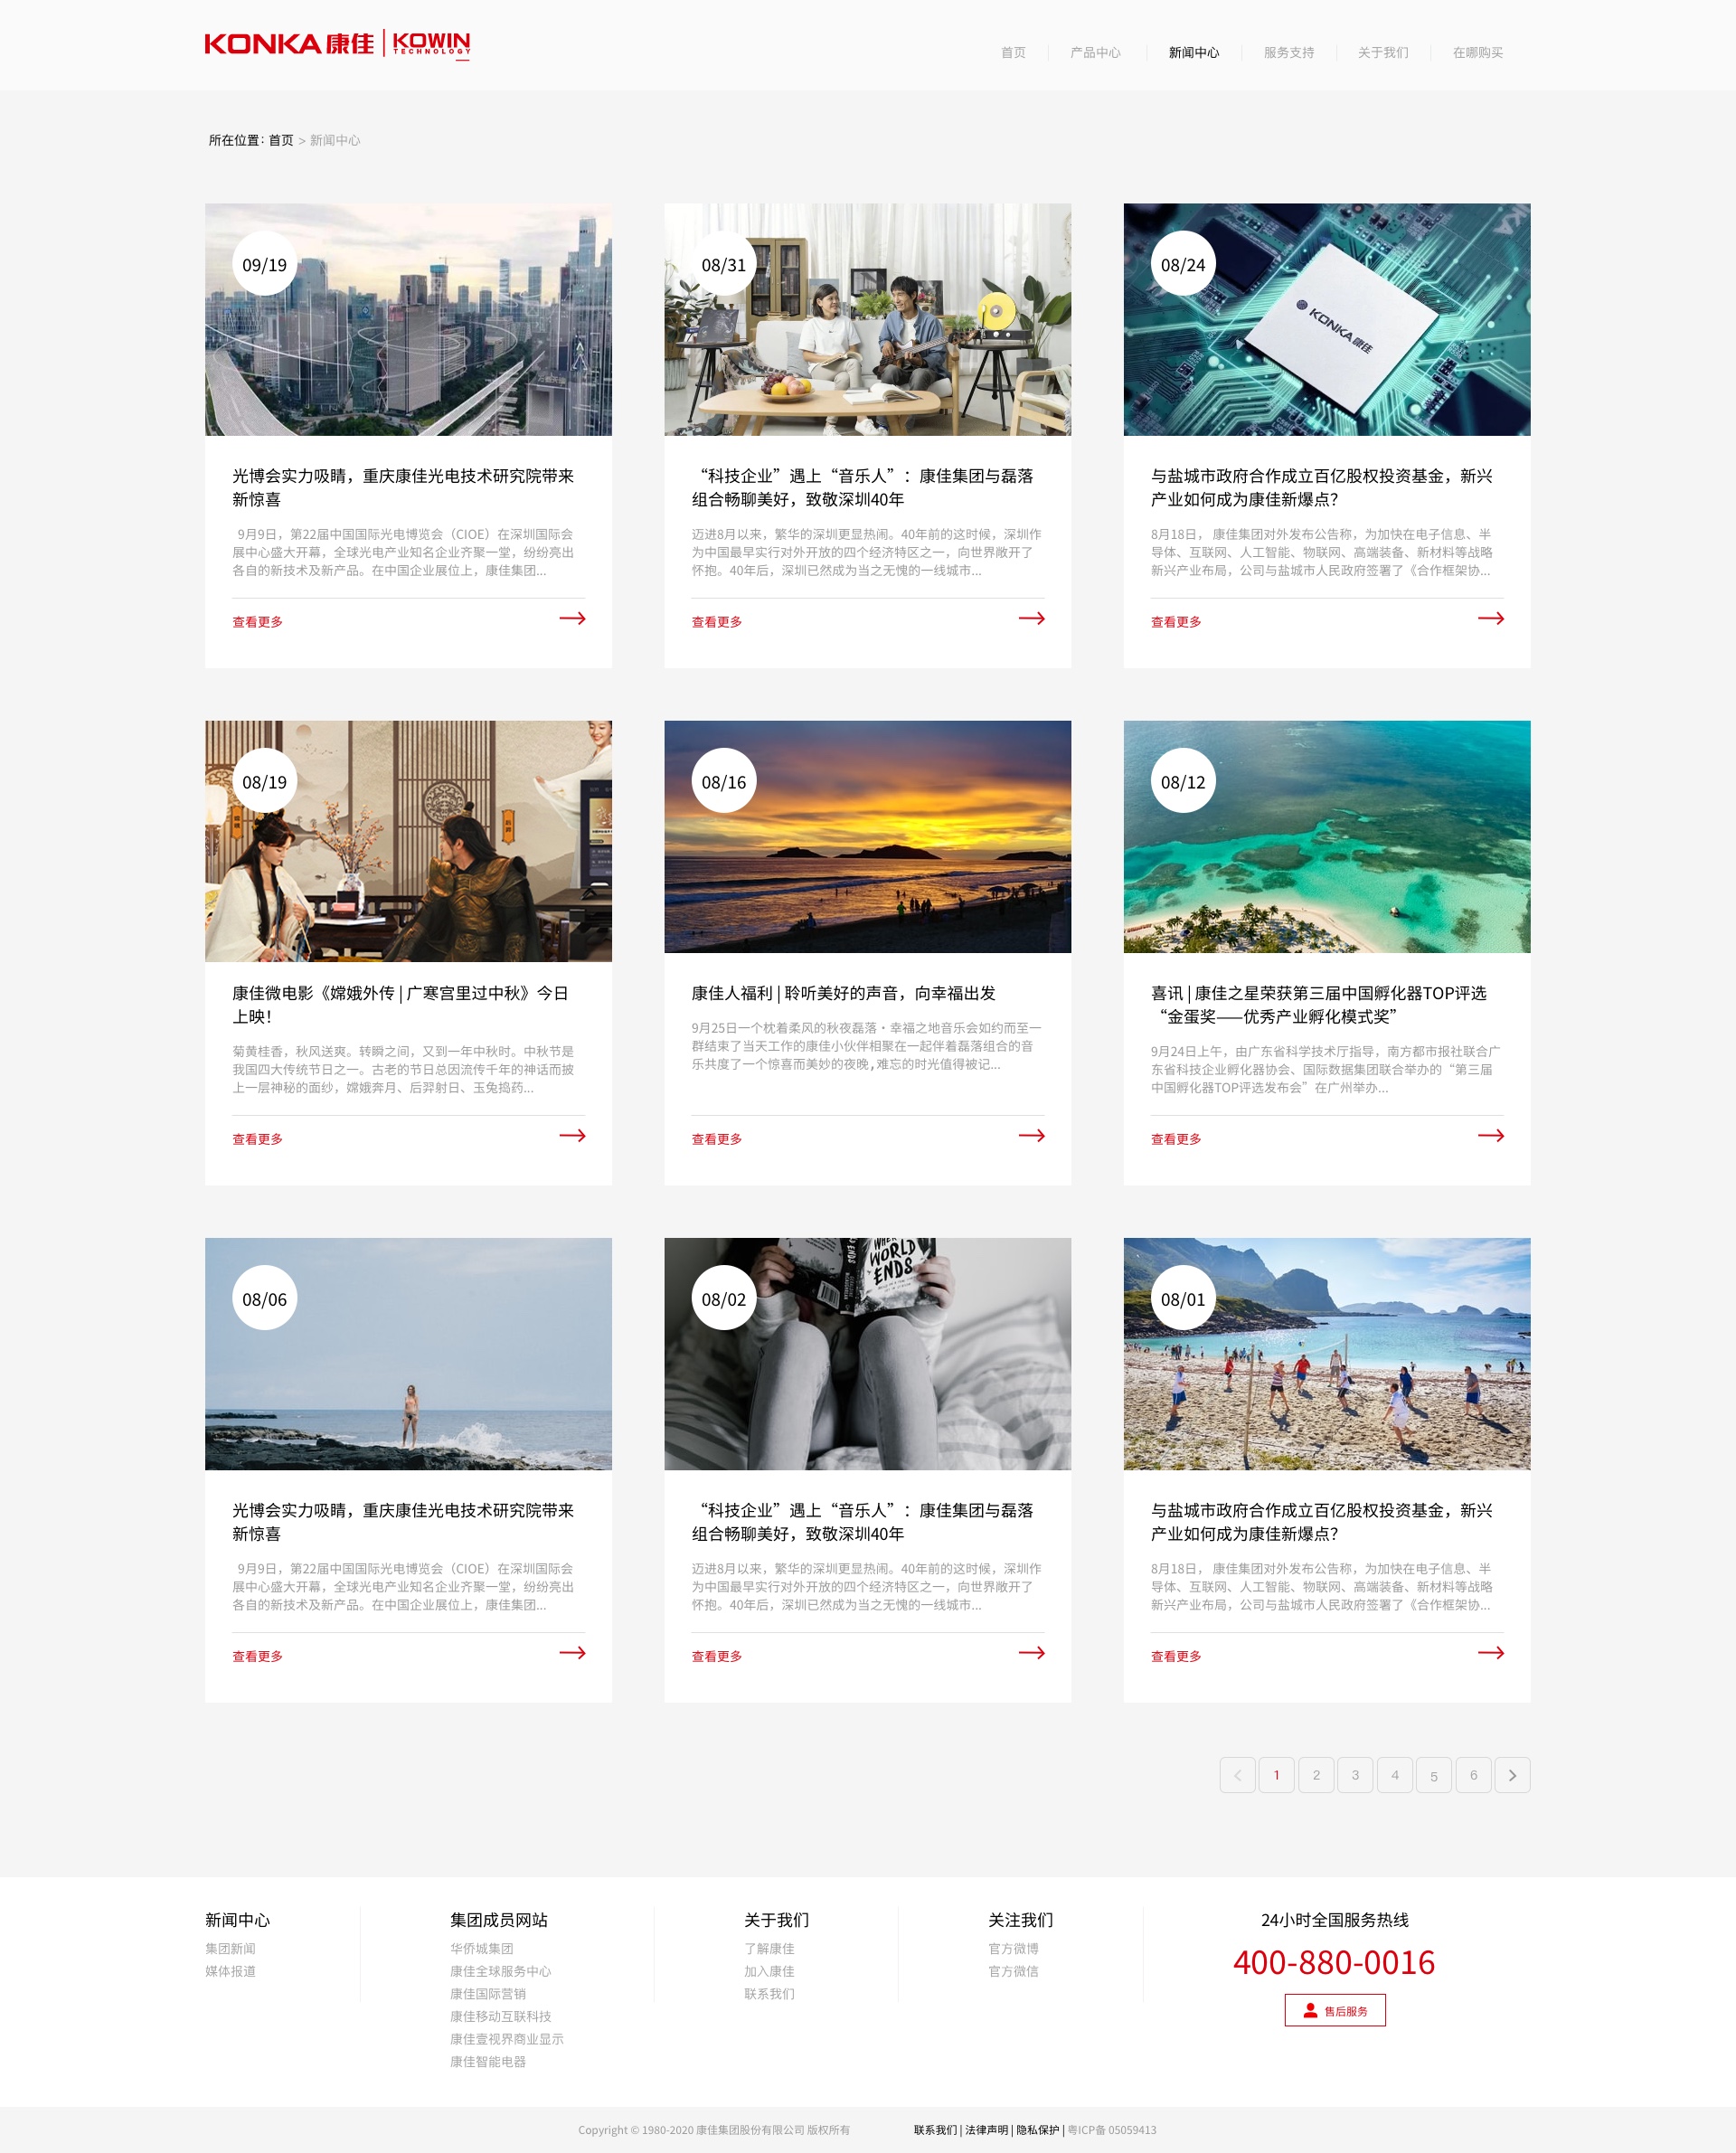 KONKA 康佳 KOWIN TECHNOLOGY
首页 产品中心 新闻中心 服务支持 关于我们 在哪购买
所在位置：首页 > 新闻中心
09/19
光博会实力吸睛，重庆康佳光电技术研究院带来
新惊喜
9月9日，第22届中国国际光电博览会（CIOE）在深圳国际会
展中心盛大开幕，全球光电产业知名企业齐聚一堂，纷纷亮出
各自的新技术及新产品。在中国企业展位上，康佳集团...
查看更多
08/31
“科技企业”遇上“音乐人”：康佳集团与磊落
组合畅聊美好，致敬深圳40年
迈进8月以来，繁华的深圳更显热闹。40年前的这时候，深圳作
为中国最早实行对外开放的四个经济特区之一，向世界敞开了
怀抱。40年后，深圳已然成为当之无愧的一线城市...
查看更多
08/24
KONKA康佳
与盐城市政府合作成立百亿股权投资基金，新兴
产业如何成为康佳新爆点？
8月18日， 康佳集团对外发布公告称，为加快在电子信息、半
导体、互联网、人工智能、物联网、高端装备、新材料等战略
新兴产业布局，公司与盐城市人民政府签署了《合作框架协...
查看更多
08/19
嫦娥
后羿
康佳微电影《嫦娥外传 | 广寒宫里过中秋》今日
上映！
菊黄桂香，秋风送爽。转瞬之间，又到一年中秋时。中秋节是
我国四大传统节日之一。古老的节日总因流传千年的神话而披
上一层神秘的面纱，嫦娥奔月、后羿射日、玉兔捣药...
查看更多
08/16
康佳人福利 | 聆听美好的声音，向幸福出发
9月25日一个枕着柔风的秋夜磊落·幸福之地音乐会如约而至一
群结束了当天工作的康佳小伙伴相聚在一起伴着磊落组合的音
乐共度了一个惊喜而美妙的夜晚,难忘的时光值得被记...
查看更多
08/12
喜讯 | 康佳之星荣获第三届中国孵化器TOP评选
“金蛋奖——优秀产业孵化模式奖”
9月24日上午，由广东省科学技术厅指导，南方都市报社联合广
东省科技企业孵化器协会、国际数据集团联合举办的“第三届
中国孵化器TOP评选发布会”在广州举办...
查看更多
08/06
光博会实力吸睛，重庆康佳光电技术研究院带来
新惊喜
9月9日，第22届中国国际光电博览会（CIOE）在深圳国际会
展中心盛大开幕，全球光电产业知名企业齐聚一堂，纷纷亮出
各自的新技术及新产品。在中国企业展位上，康佳集团...
查看更多
08/02
WORLD
ENDS
“科技企业”遇上“音乐人”：康佳集团与磊落
组合畅聊美好，致敬深圳40年
迈进8月以来，繁华的深圳更显热闹。40年前的这时候，深圳作
为中国最早实行对外开放的四个经济特区之一，向世界敞开了
怀抱。40年后，深圳已然成为当之无愧的一线城市...
查看更多
08/01
与盐城市政府合作成立百亿股权投资基金，新兴
产业如何成为康佳新爆点？
8月18日， 康佳集团对外发布公告称，为加快在电子信息、半
导体、互联网、人工智能、物联网、高端装备、新材料等战略
新兴产业布局，公司与盐城市人民政府签署了《合作框架协...
查看更多
1 2 3 4 5 6
新闻中心
集团新闻
媒体报道
集团成员网站
华侨城集团
康佳全球服务中心
康佳国际营销
康佳移动互联科技
康佳壹视界商业显示
康佳智能电器
关于我们
了解康佳
加入康佳
联系我们
关注我们
官方微博
官方微信
24小时全国服务热线
400-880-0016
售后服务
Copyright © 1980-2020 康佳集团股份有限公司 版权所有
联系我们 | 法律声明 | 隐私保护 | 粤ICP备 05059413